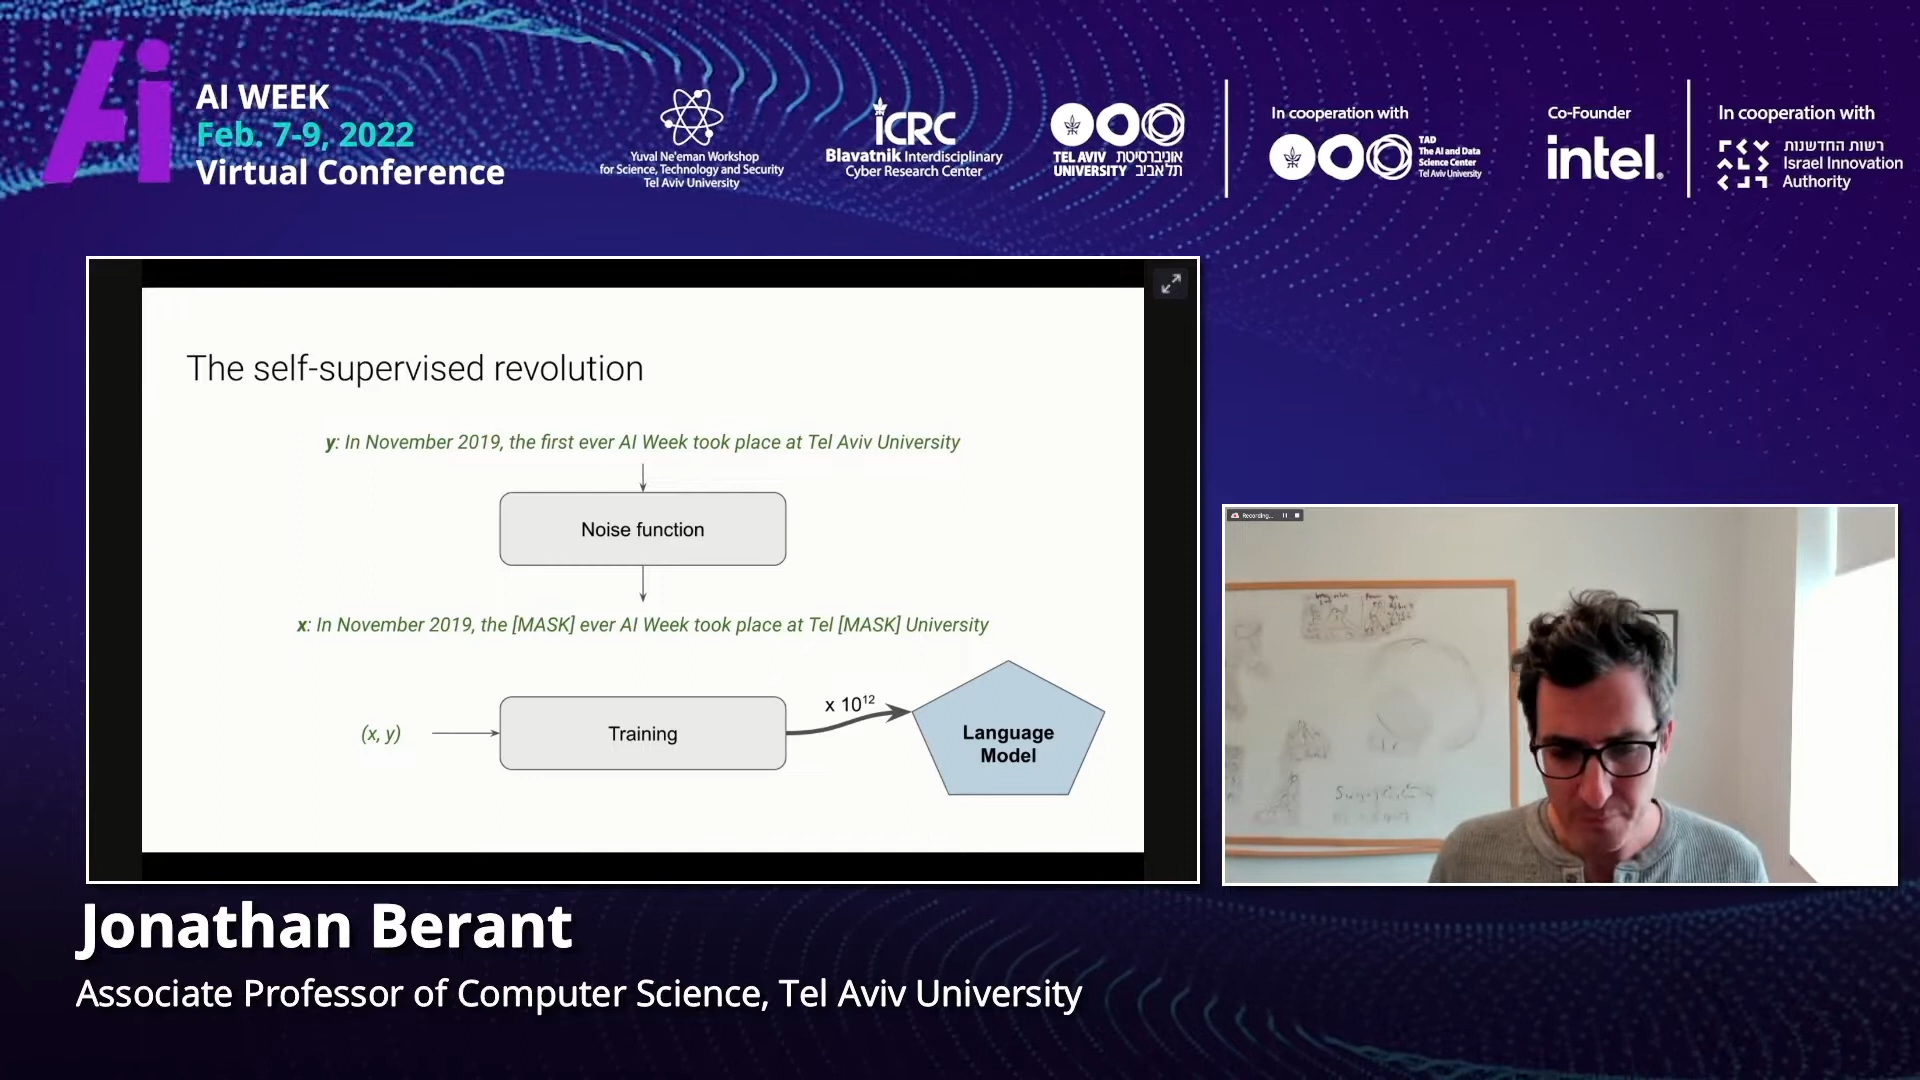 Ai
AI WEEK
Feb. 7-9, 2022
Virtual Conference
Yuval Ne'eman Workshop
for Science, Technology and Security
Tel Aviv University
iCRC
Blavatnik Interdisciplinary
Cyber Research Center
TEL AVIV אוניברסיטת
UNIVERSITY תל אביב
In cooperation with
TAD
The AI and Data
Science Center
Tel Aviv University
Co-Founder
intel.
In cooperation with
רשות החדשנות
Israel Innovation
Authority
The self-supervised revolution
y: In November 2019, the first ever AI Week took place at Tel Aviv University
Noise function
x: In November 2019, the [MASK] ever AI Week took place at Tel [MASK] University
(x, y)
Training
x 10¹²
Language
Model
Recording...
Jonathan Berant
Associate Professor of Computer Science, Tel Aviv University